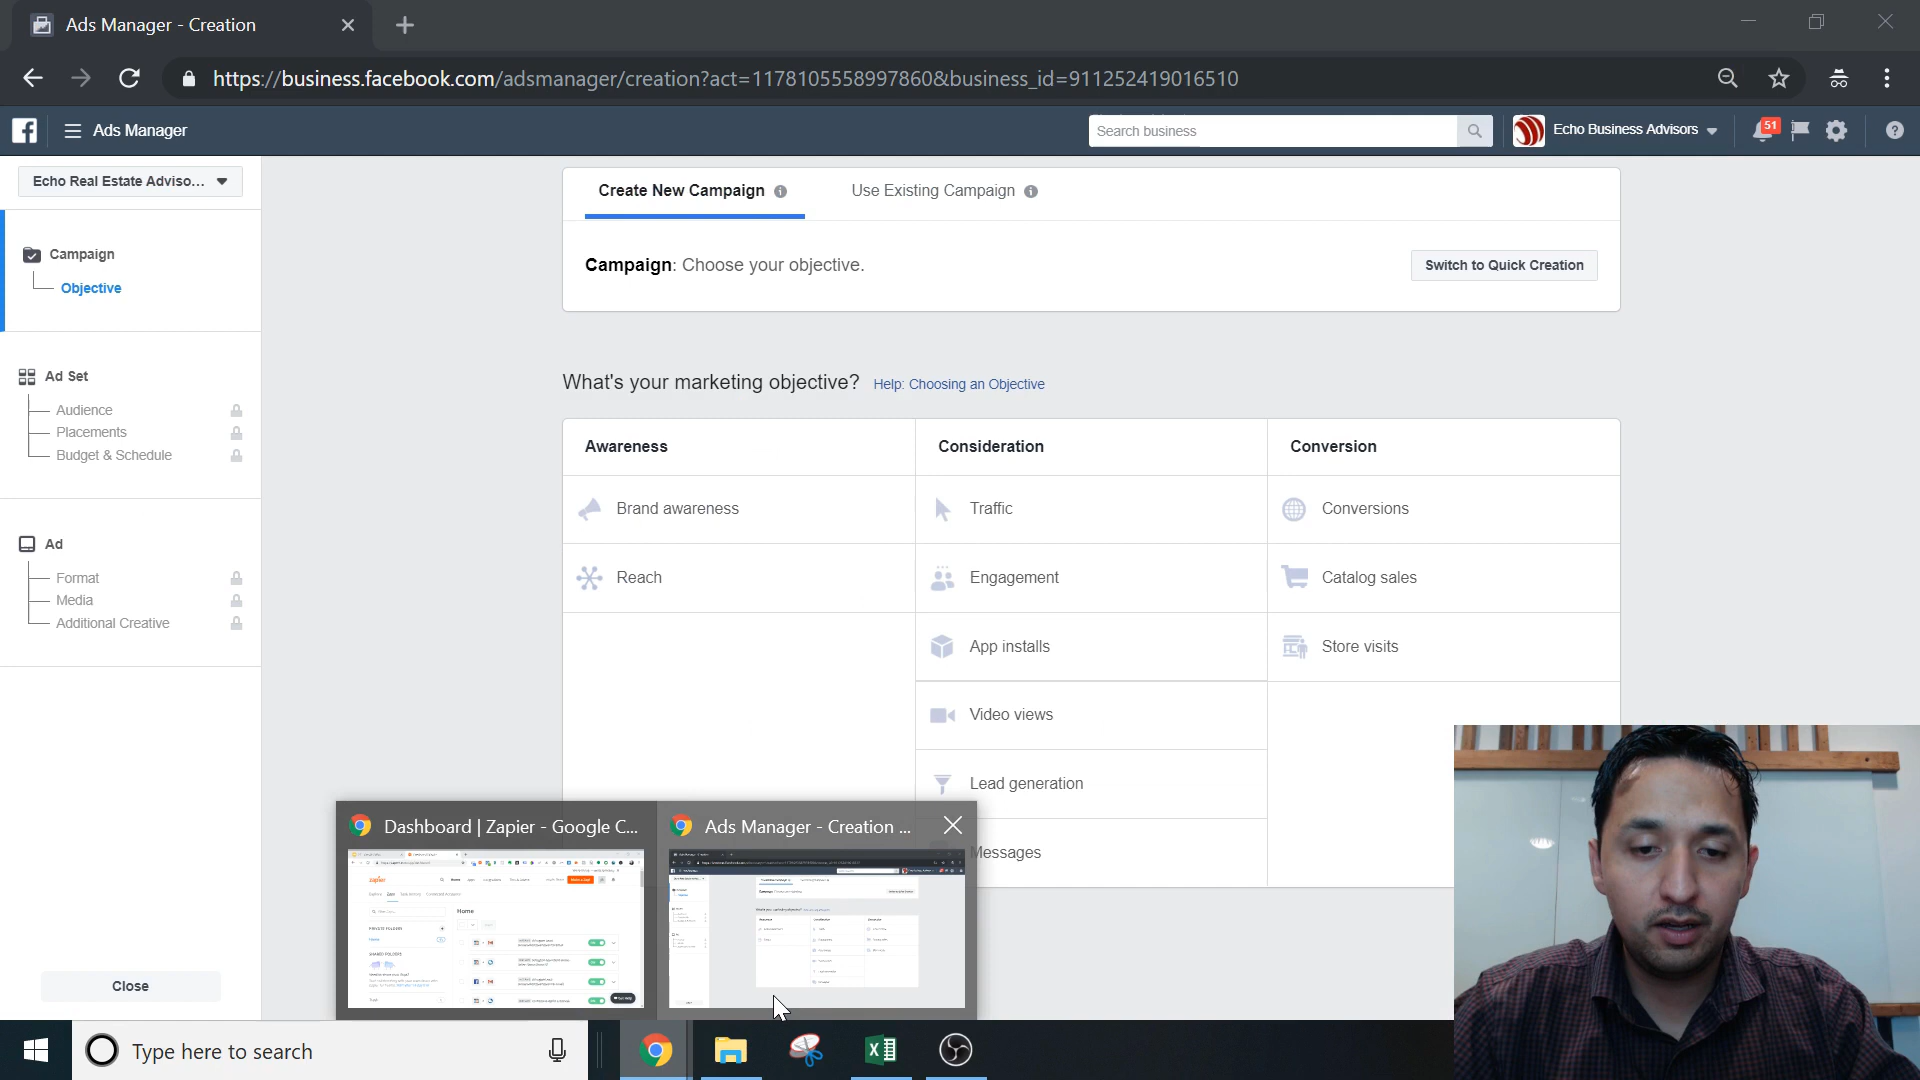 Ads Manager - Creation
https://business.facebook.com/adsmanager/creation?act=1178105558997860&business_id=911252419016510
Ads Manager
Search business
Echo Business Advisors
51
Echo Real Estate Adviso...
Create New Campaign
Use Existing Campaign
Campaign: Choose your objective.
Switch to Quick Creation
Campaign
Objective
Ad Set
Audience
Placements
Budget & Schedule
Ad
Format
Media
Additional Creative
Close
What's your marketing objective? Help: Choosing an Objective
Awareness
Consideration
Conversion
Brand awareness
Traffic
Conversions
Reach
Engagement
Catalog sales
App installs
Store visits
Video views
Lead generation
Messages
Dashboard | Zapier - Google C...
Ads Manager - Creation ...
zapier
Home
Type here to search